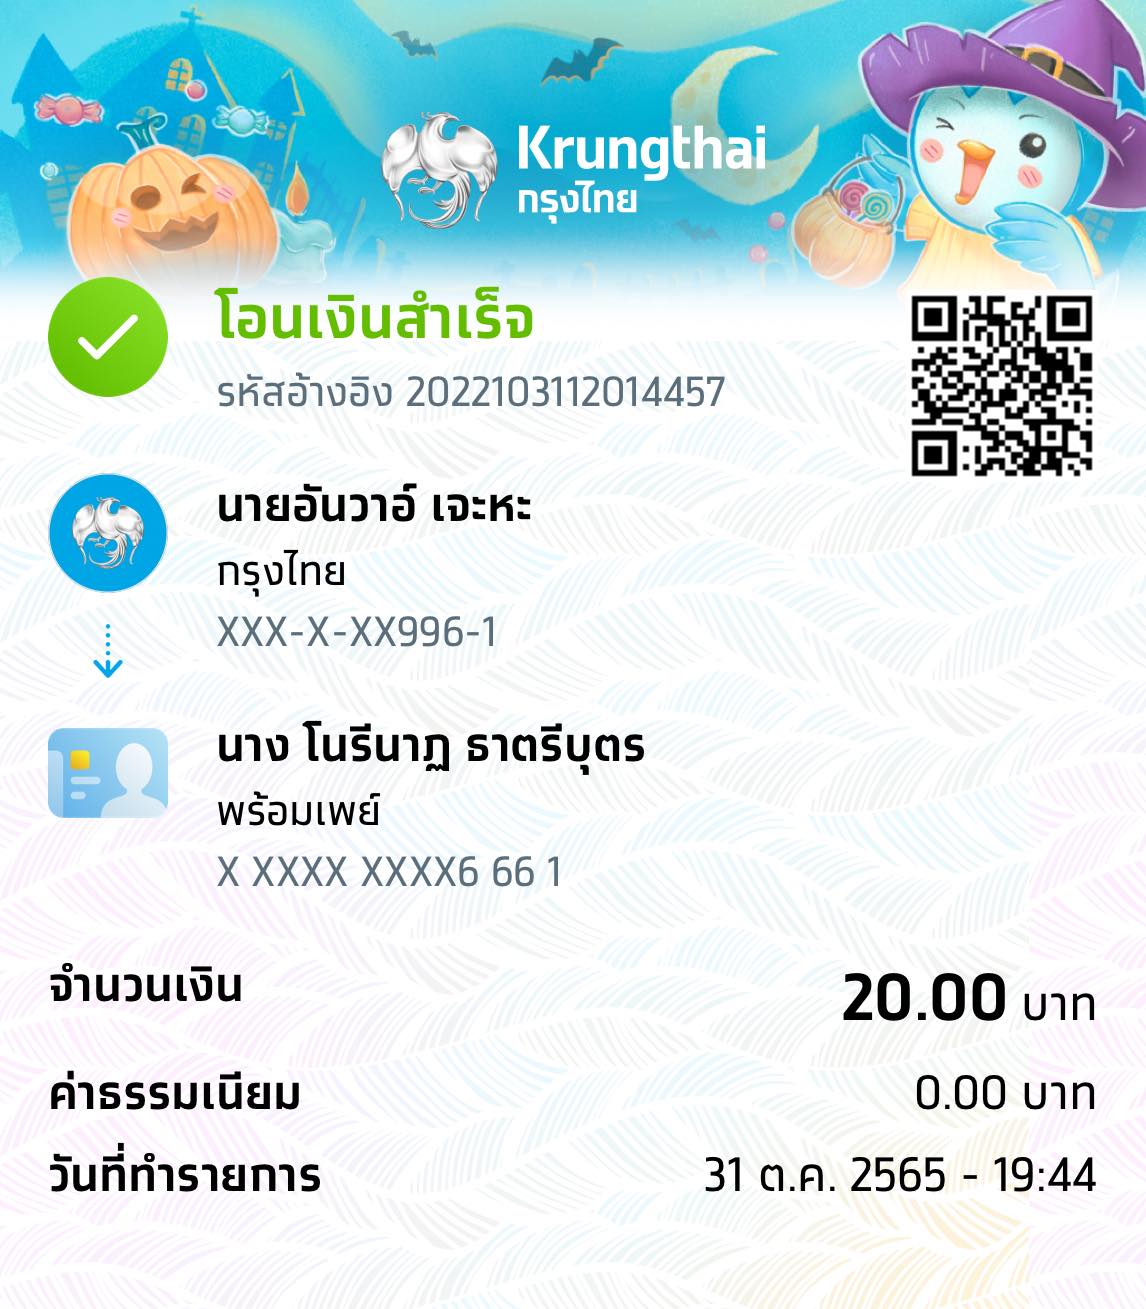 Krungthai
กรุงไทย
โอนเงินสำเร็จ
รหัสอ้างอิง 2022103112014457
นายอันวาอ์ เจะหะ
กรุงไทย
XXX-X-XX996-1
นาง โนรีนาฏ ธาตรีบุตร
พร้อมเพย์
X XXXX XXXX6 66 1
จำนวนเงิน 20.00 บาท
ค่าธรรมเนียม 0.00 บาท
วันที่ทำรายการ 31 ต.ค. 2565 - 19:44